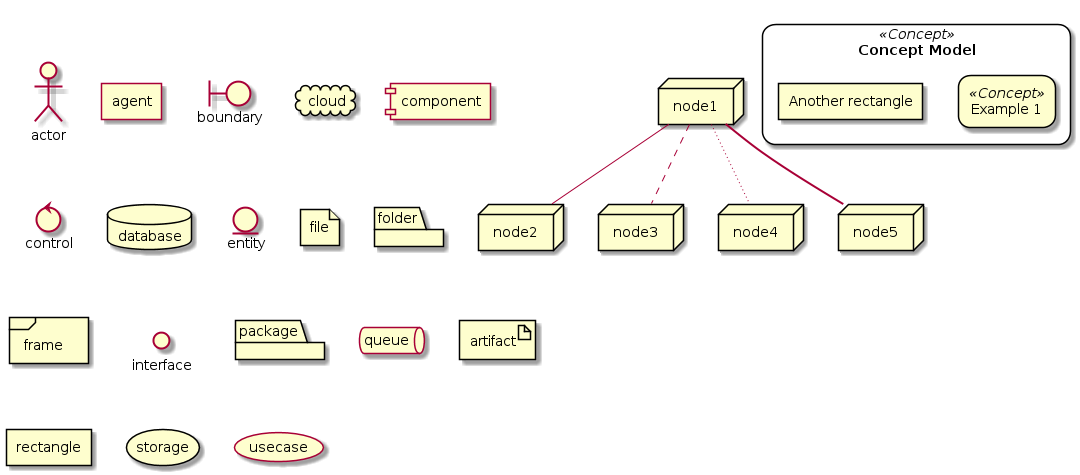 «Concept»
Concept Model
actor
agent
boundary
cloud
component
node1
Another rectangle
«Concept»
Example 1
control
database
entity
file
folder
node2
node3
node4
node5
frame
interface
package
queue
artifact
rectangle
storage
usecase